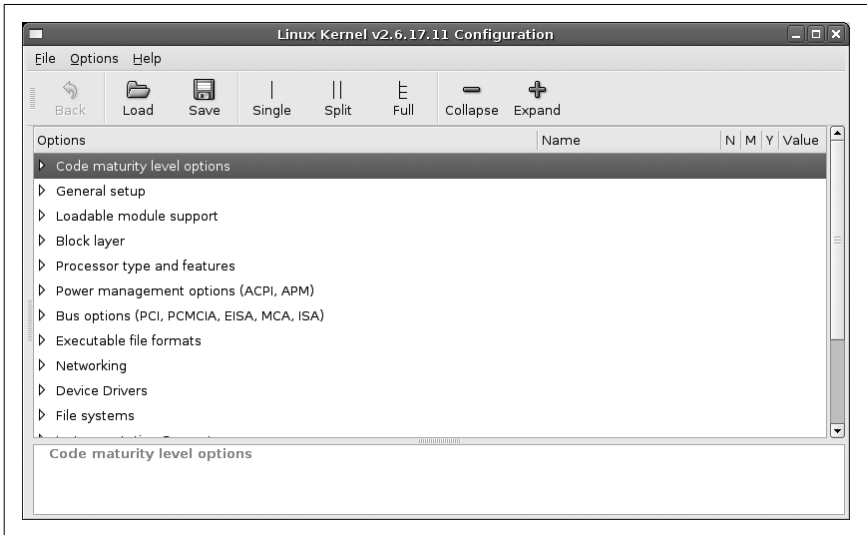 Linux Kernel v2.6.17.11 Configuration
File Options Help
Back Load Save Single Split Full Collapse Expand
Options Name N M Y Value
Code maturity level options
General setup
Loadable module support
Block layer
Processor type and features
Power management options (ACPI, APM)
Bus options (PCI, PCMCIA, EISA, MCA, ISA)
Executable file formats
Networking
Device Drivers
File systems
Code maturity level options